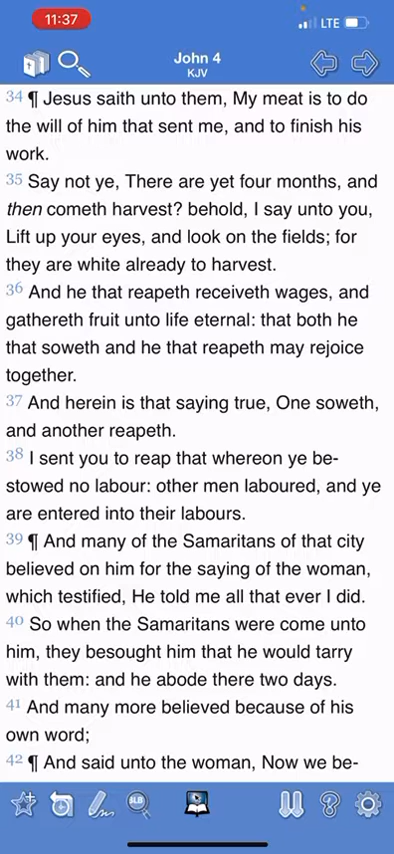 11:37
LTE
John 4
KJV
34 ¶ Jesus saith unto them, My meat is to do
the will of him that sent me, and to finish his
work.
35 Say not ye, There are yet four months, and
then cometh harvest? behold, I say unto you,
Lift up your eyes, and look on the fields; for
they are white already to harvest.
36 And he that reapeth receiveth wages, and
gathereth fruit unto life eternal: that both he
that soweth and he that reapeth may rejoice
together.
37 And herein is that saying true, One soweth,
and another reapeth.
38 I sent you to reap that whereon ye be-
stowed no labour: other men laboured, and ye
are entered into their labours.
39 ¶ And many of the Samaritans of that city
believed on him for the saying of the woman,
which testified, He told me all that ever I did.
40 So when the Samaritans were come unto
him, they besought him that he would tarry
with them: and he abode there two days.
41 And many more believed because of his
own word;
42 ¶ And said unto the woman, Now we be-
SLB